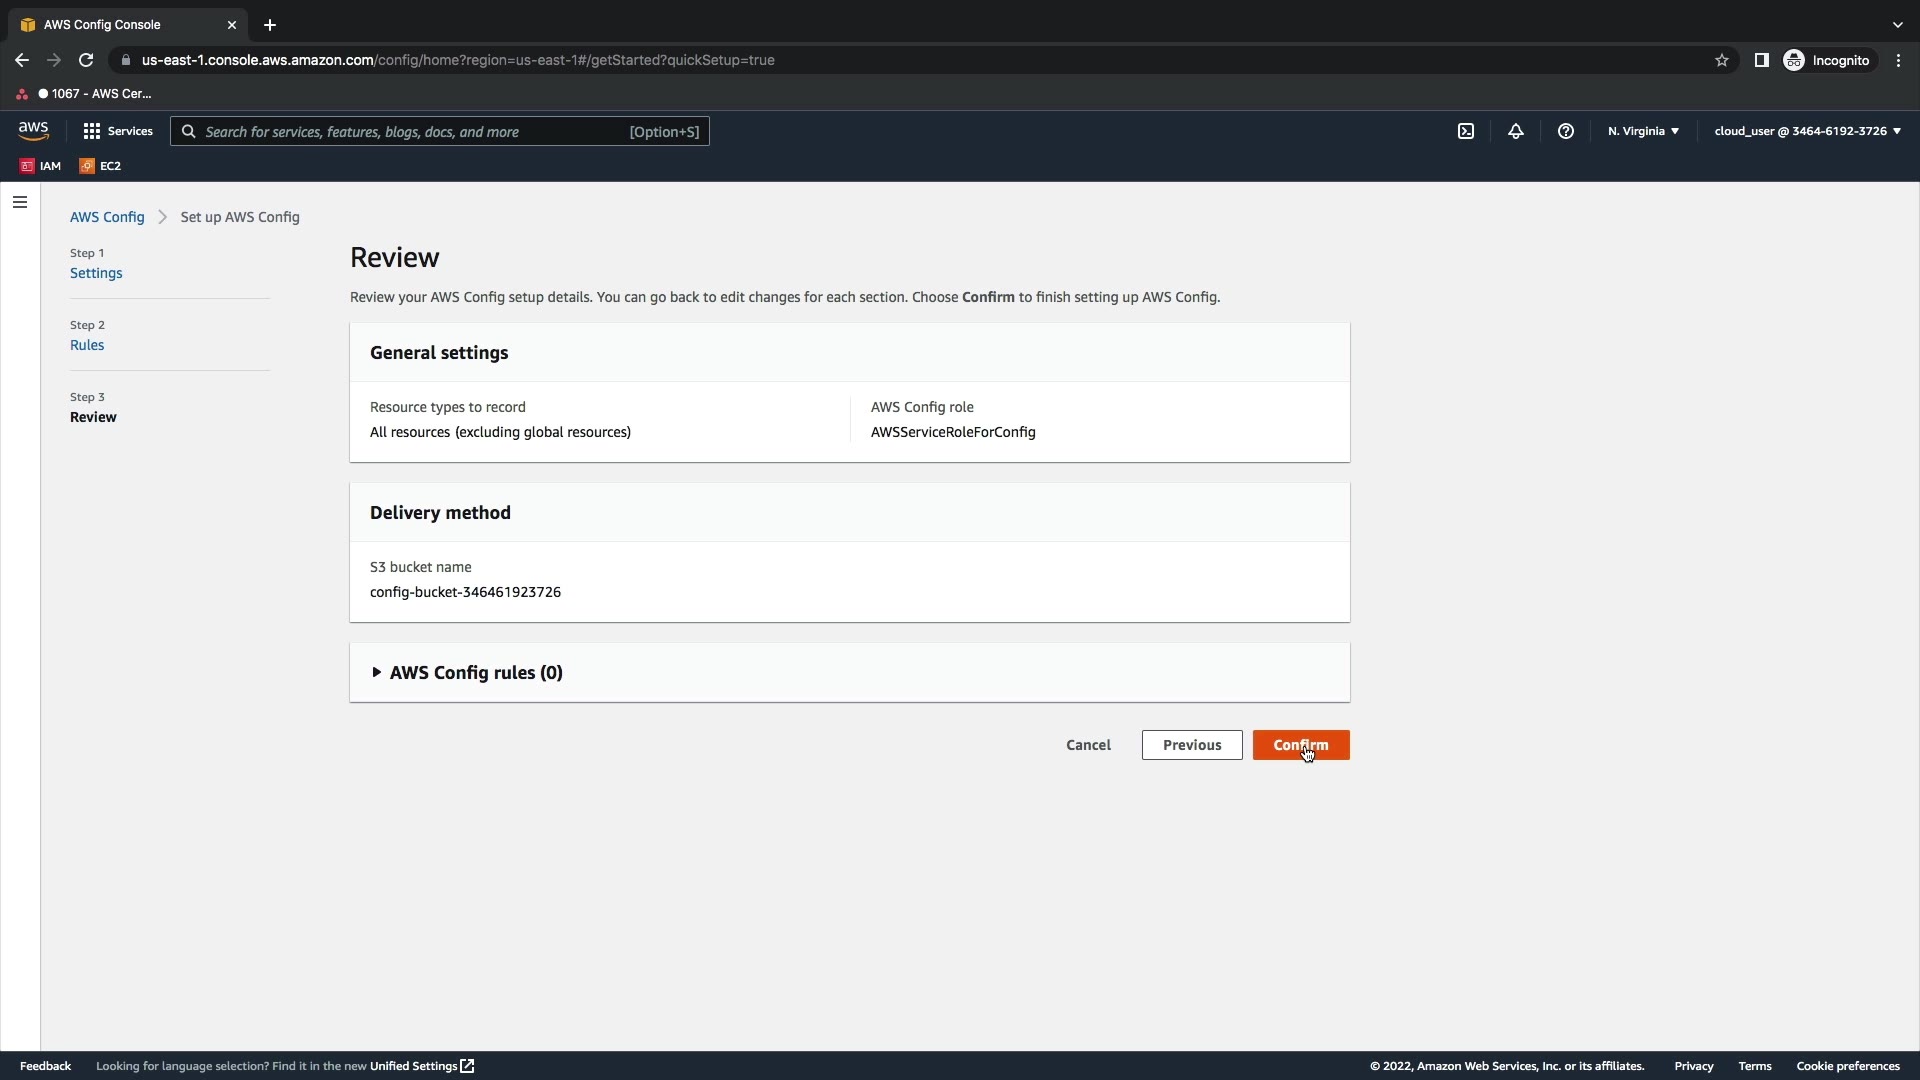 AWS Config Console
us-east-1.console.aws.amazon.com/config/home?region=us-east-1#/getStarted?quickSetup=true
Incognito
1067 - AWS Cer...
aws
Services
Search for services, features, blogs, docs, and more
[Option+S]
N. Virginia
cloud_user @ 3464-6192-3726
IAM
EC2
AWS Config
Set up AWS Config
Step 1
Settings
Step 2
Rules
Step 3
Review
Review
Review your AWS Config setup details. You can go back to edit changes for each section. Choose Confirm to finish setting up AWS Config.
General settings
Resource types to record
All resources (excluding global resources)
AWS Config role
AWSServiceRoleForConfig
Delivery method
S3 bucket name
config-bucket-346461923726
AWS Config rules (0)
Cancel
Previous
Confirm
Feedback
Looking for language selection? Find it in the new Unified Settings
© 2022, Amazon Web Services, Inc. or its affiliates.
Privacy
Terms
Cookie preferences